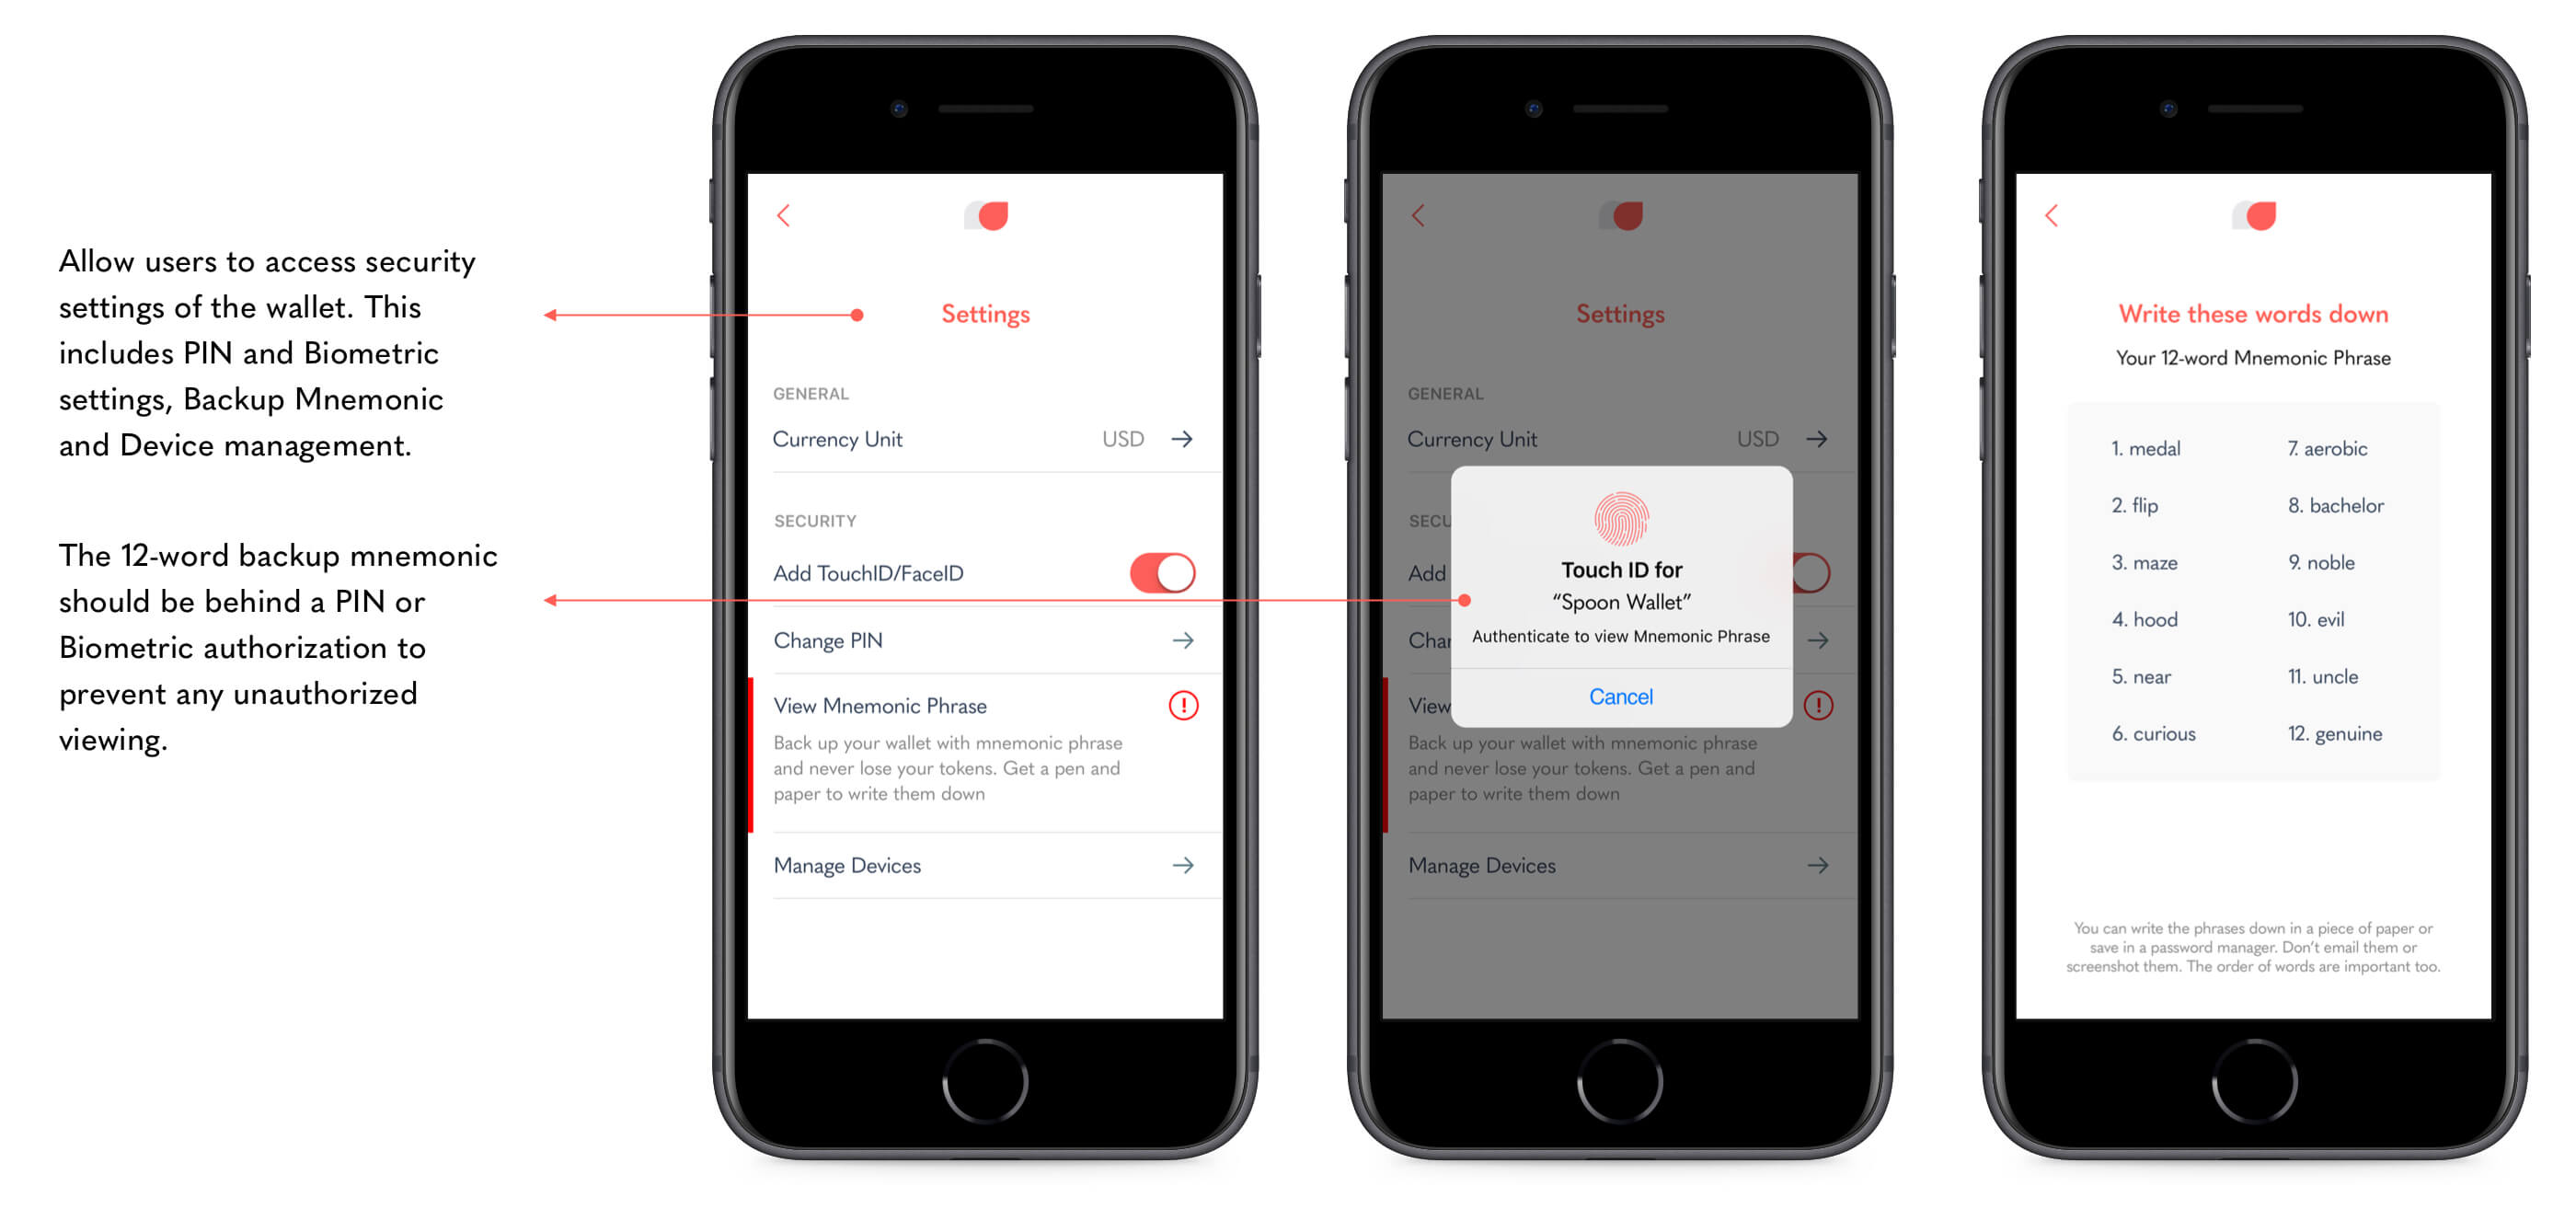 Allow users to access security
settings of the wallet. This
includes PIN and Biometric
settings, Backup Mnemonic
and Device management.
The 12-word backup mnemonic
should be behind a PIN or
Biometric authorization to
prevent any unauthorized
viewing.
Settings
GENERAL
Currency Unit USD
SECURITY
Add TouchID/FaceID
Change PIN
View Mnemonic Phrase
Back up your wallet with mnemonic phrase
and never lose your tokens. Get a pen and
paper to write them down
Manage Devices
Settings
GENERAL
Currency Unit USD
SECU
Add
Chan
View
Touch ID for
“Spoon Wallet”
Authenticate to view Mnemonic Phrase
Cancel
Back up your wallet with mnemonic phrase
and never lose your tokens. Get a pen and
paper to write them down
Manage Devices
Write these words down
Your 12-word Mnemonic Phrase
1. medal
2. flip
3. maze
4. hood
5. near
6. curious
7. aerobic
8. bachelor
9. noble
10. evil
11. uncle
12. genuine
You can write the phrases down in a piece of paper or
save in a password manager. Don’t email them or
screenshot them. The order of words are important too.